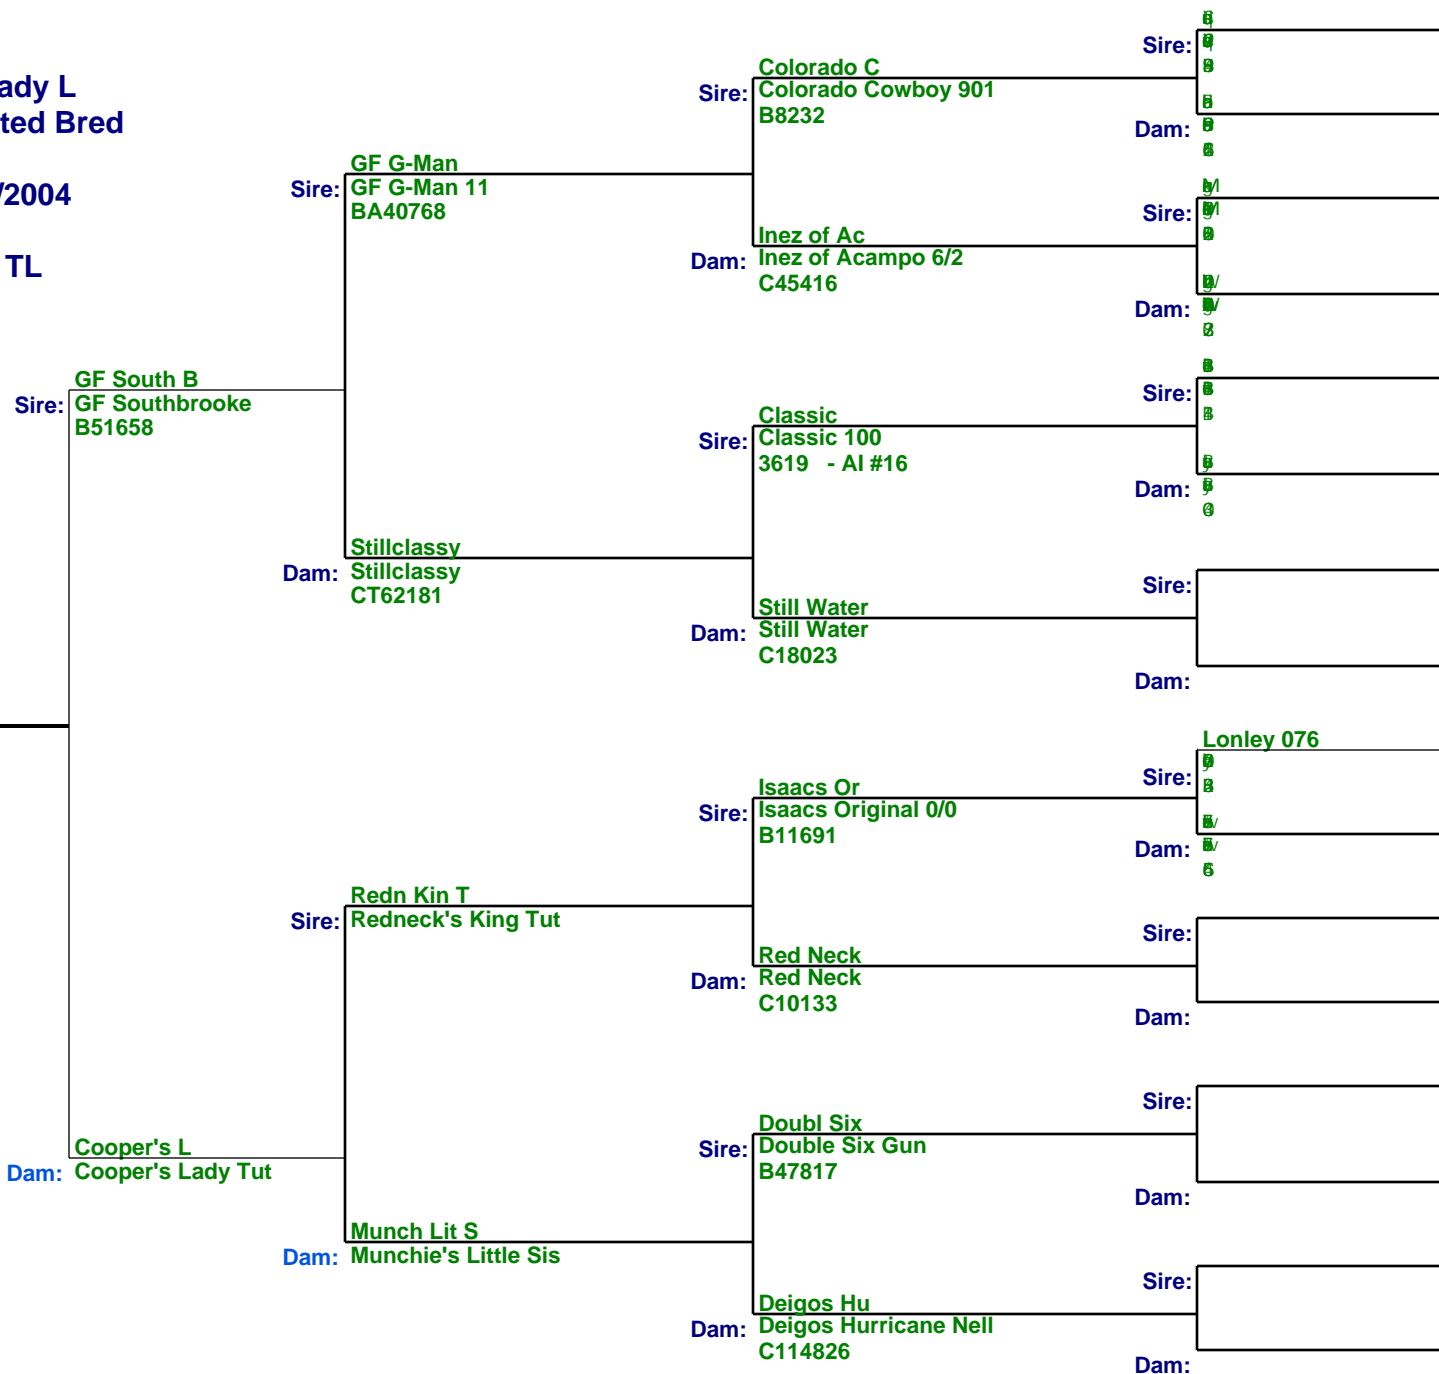 ady L
ted Bred
/2004
TL
Sire:
GF South B
GF Southbrooke
B51658
Dam:
Cooper's L
Cooper's Lady Tut
Sire:
GF G-Man
GF G-Man 11
BA40768
Dam:
Stillclassy
Stillclassy
CT62181
Sire:
Redn Kin T
Redneck's King Tut
Dam:
Munch Lit S
Munchie's Little Sis
Sire:
Colorado C
Colorado Cowboy 901
B8232
Dam:
Inez of Ac
Inez of Acampo 6/2
C45416
Sire:
Classic
Classic 100
3619 - AI #16
Dam:
Still Water
Still Water
C18023
Sire:
Isaacs Or
Isaacs Original 0/0
B11691
Dam:
Red Neck
Red Neck
C10133
Sire:
Doubl Six
Double Six Gun
B47817
Dam:
Deigos Hu
Deigos Hurricane Nell
C114826
Sire:
Dam:
Sire:
Dam:
Sire:
Dam:
Sire:
Dam:
Lonley 076
Sire:
Dam:
Sire:
Dam:
Sire:
Dam:
Sire:
Dam: